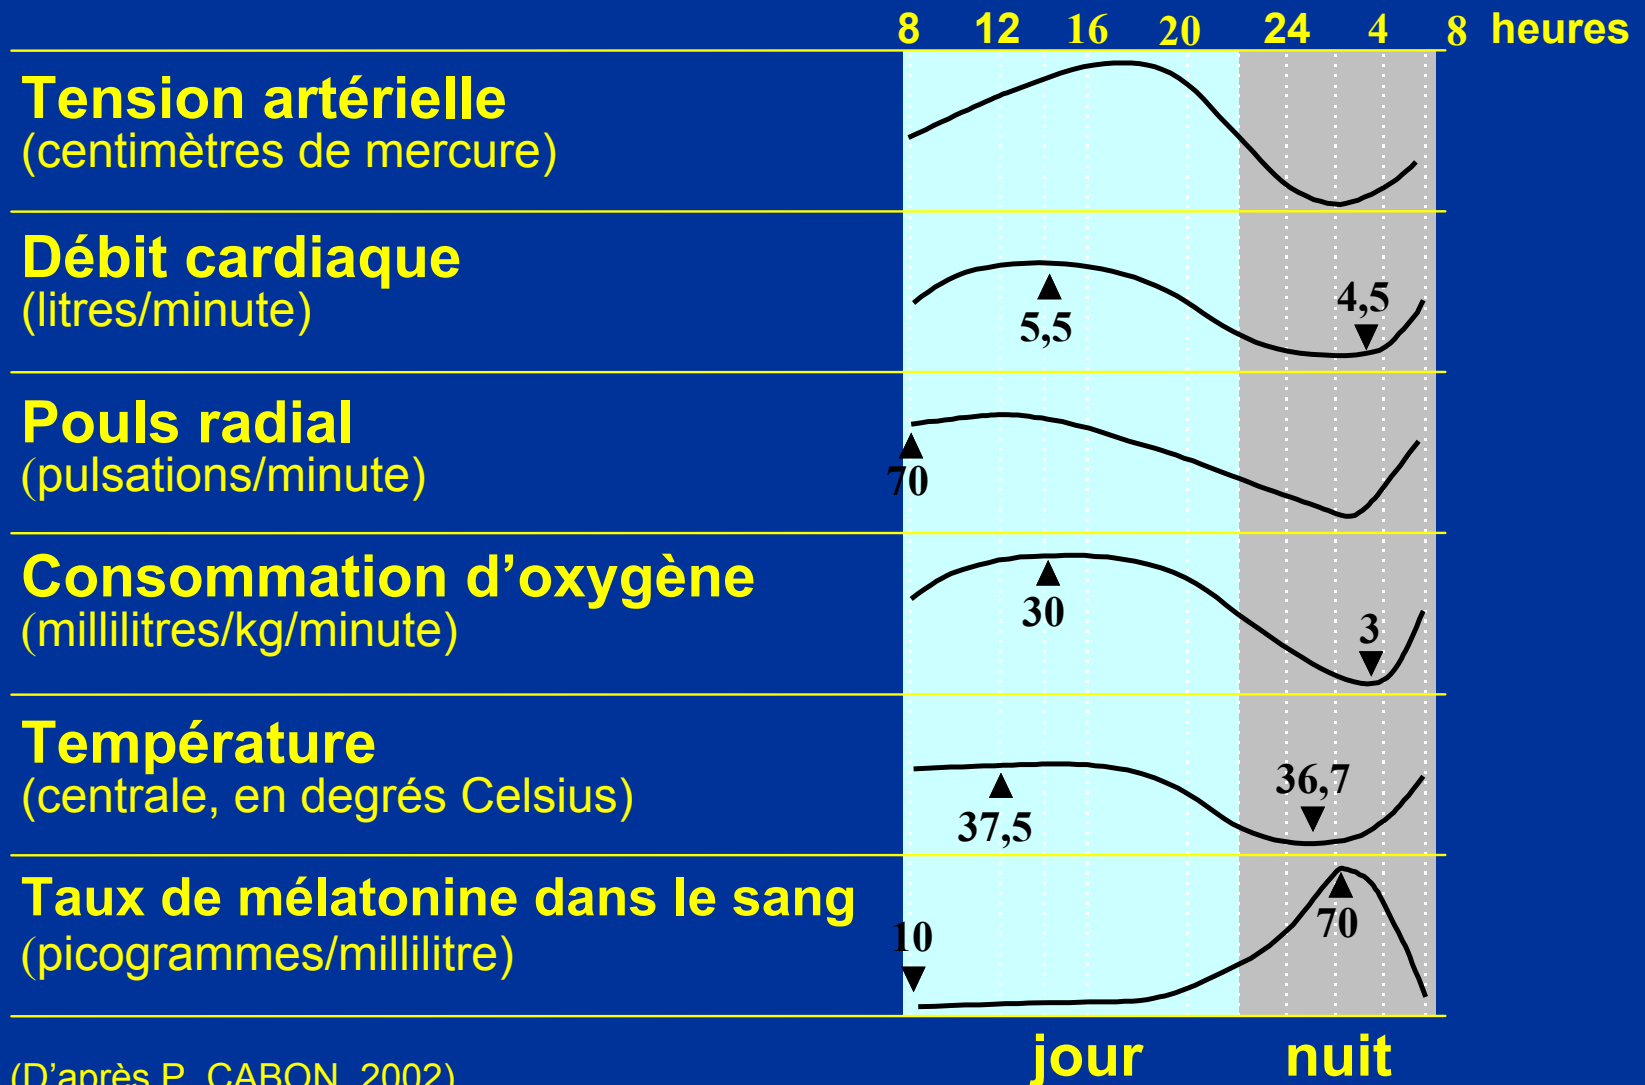 8 12 16 20 24 4 8 heures
Tension artérielle
(centimètres de mercure)
Débit cardiaque
(litres/minute)
5,5
4,5
Pouls radial
(pulsations/minute)
70
Consommation d’oxygène
(millilitres/kg/minute)
30
3
Température
(centrale, en degrés Celsius)
37,5
36,7
Taux de mélatonine dans le sang
(picogrammes/millilitre)
10
70
jour nuit
(D'après P. CABON, 2002)